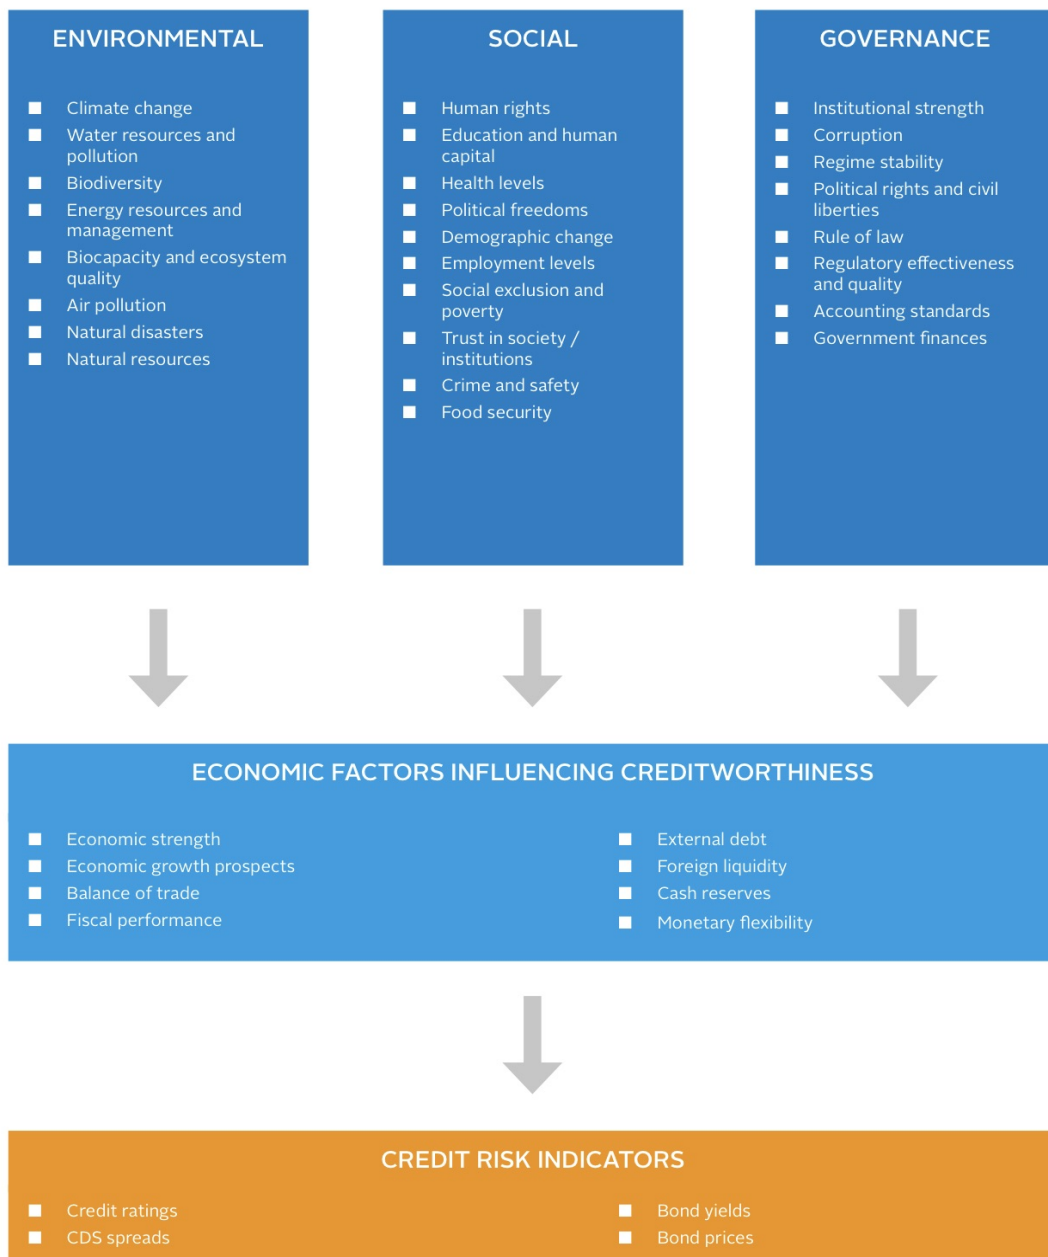 ENVIRONMENTAL
■ Climate change
■ Water resources and
pollution
■ Biodiversity
■ Energy resources and
management
■ Biocapacity and ecosystem
quality
■ Air pollution
■ Natural disasters
■ Natural resources
SOCIAL
■ Human rights
■ Education and human
capital
■ Health levels
■ Political freedoms
■ Demographic change
■ Employment levels
■ Social exclusion and
poverty
■ Trust in society /
institutions
■ Crime and safety
■ Food security
GOVERNANCE
■ Institutional strength
■ Corruption
■ Regime stability
■ Political rights and civil
liberties
■ Rule of law
■ Regulatory effectiveness
and quality
■ Accounting standards
■ Government finances
ECONOMIC FACTORS INFLUENCING CREDITWORTHINESS
■ Economic strength
■ Economic growth prospects
■ Balance of trade
■ Fiscal performance
■ External debt
■ Foreign liquidity
■ Cash reserves
■ Monetary flexibility
CREDIT RISK INDICATORS
■ Credit ratings
■ CDS spreads
■ Bond yields
■ Bond prices